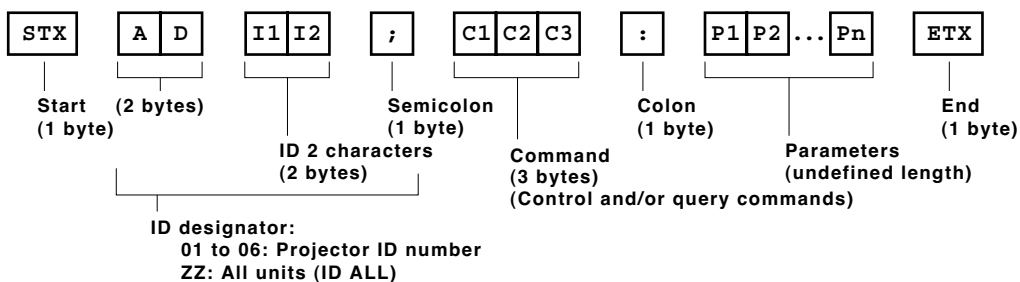 STX A D I1 I2 ; C1 C2 C3 : P1 P2 ... Pn ETX
Start (2 bytes) Semicolon Colon End
(1 byte) (1 byte) (1 byte) (1 byte)
ID 2 characters Command Parameters
(2 bytes) (3 bytes) (undefined length)
(Control and/or query commands)
ID designator:
01 to 06: Projector ID number
ZZ: All units (ID ALL)